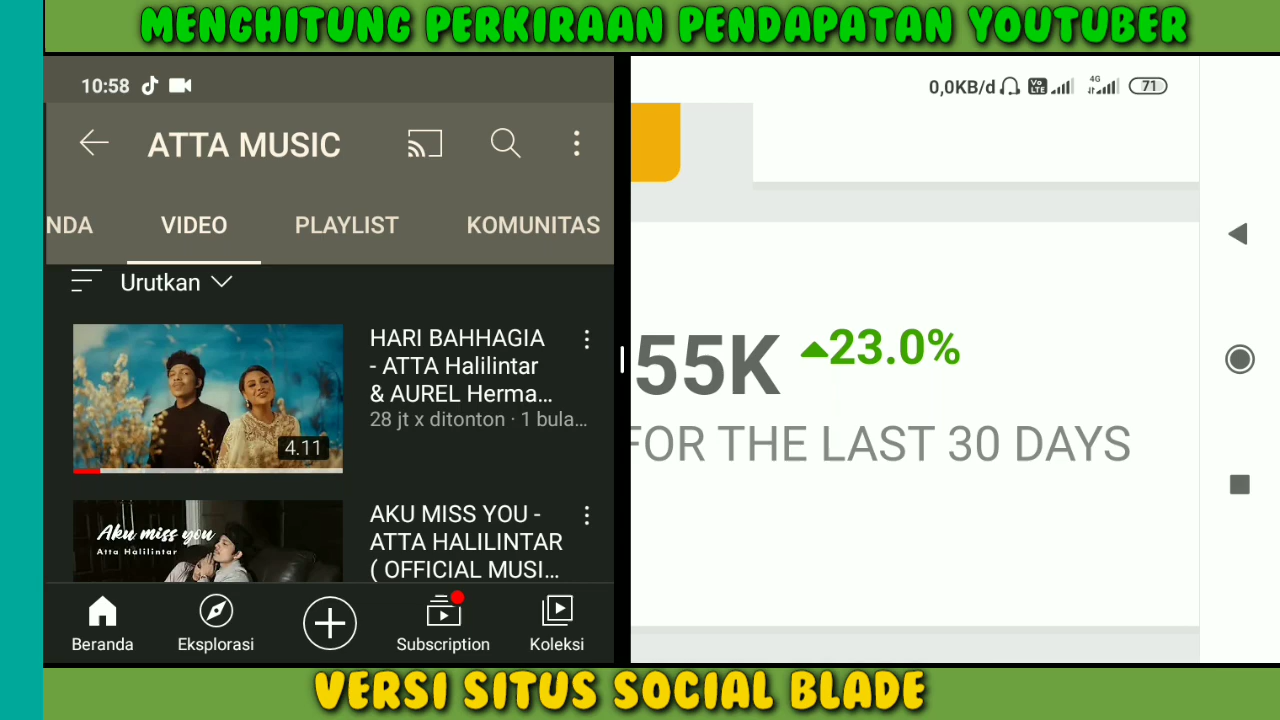 MENGHITUNG PERKIRAAN PENDAPATAN YOUTUBER
10:58
0,0KB/d
Vo LTE
4G
71
ATTA MUSIC
NDA
VIDEO
PLAYLIST
KOMUNITAS
Urutkan
HARI BAHHAGIA
- ATTA Halilintar
& AUREL Herma...
28 jt x ditonton · 1 bula...
4.11
Aku miss you
Atta Halilintar
AKU MISS YOU -
ATTA HALILINTAR
( OFFICIAL MUSI...
Beranda
Eksplorasi
Subscription
Koleksi
55K
23.0%
FOR THE LAST 30 DAYS
VERSI SITUS SOCIAL BLADE